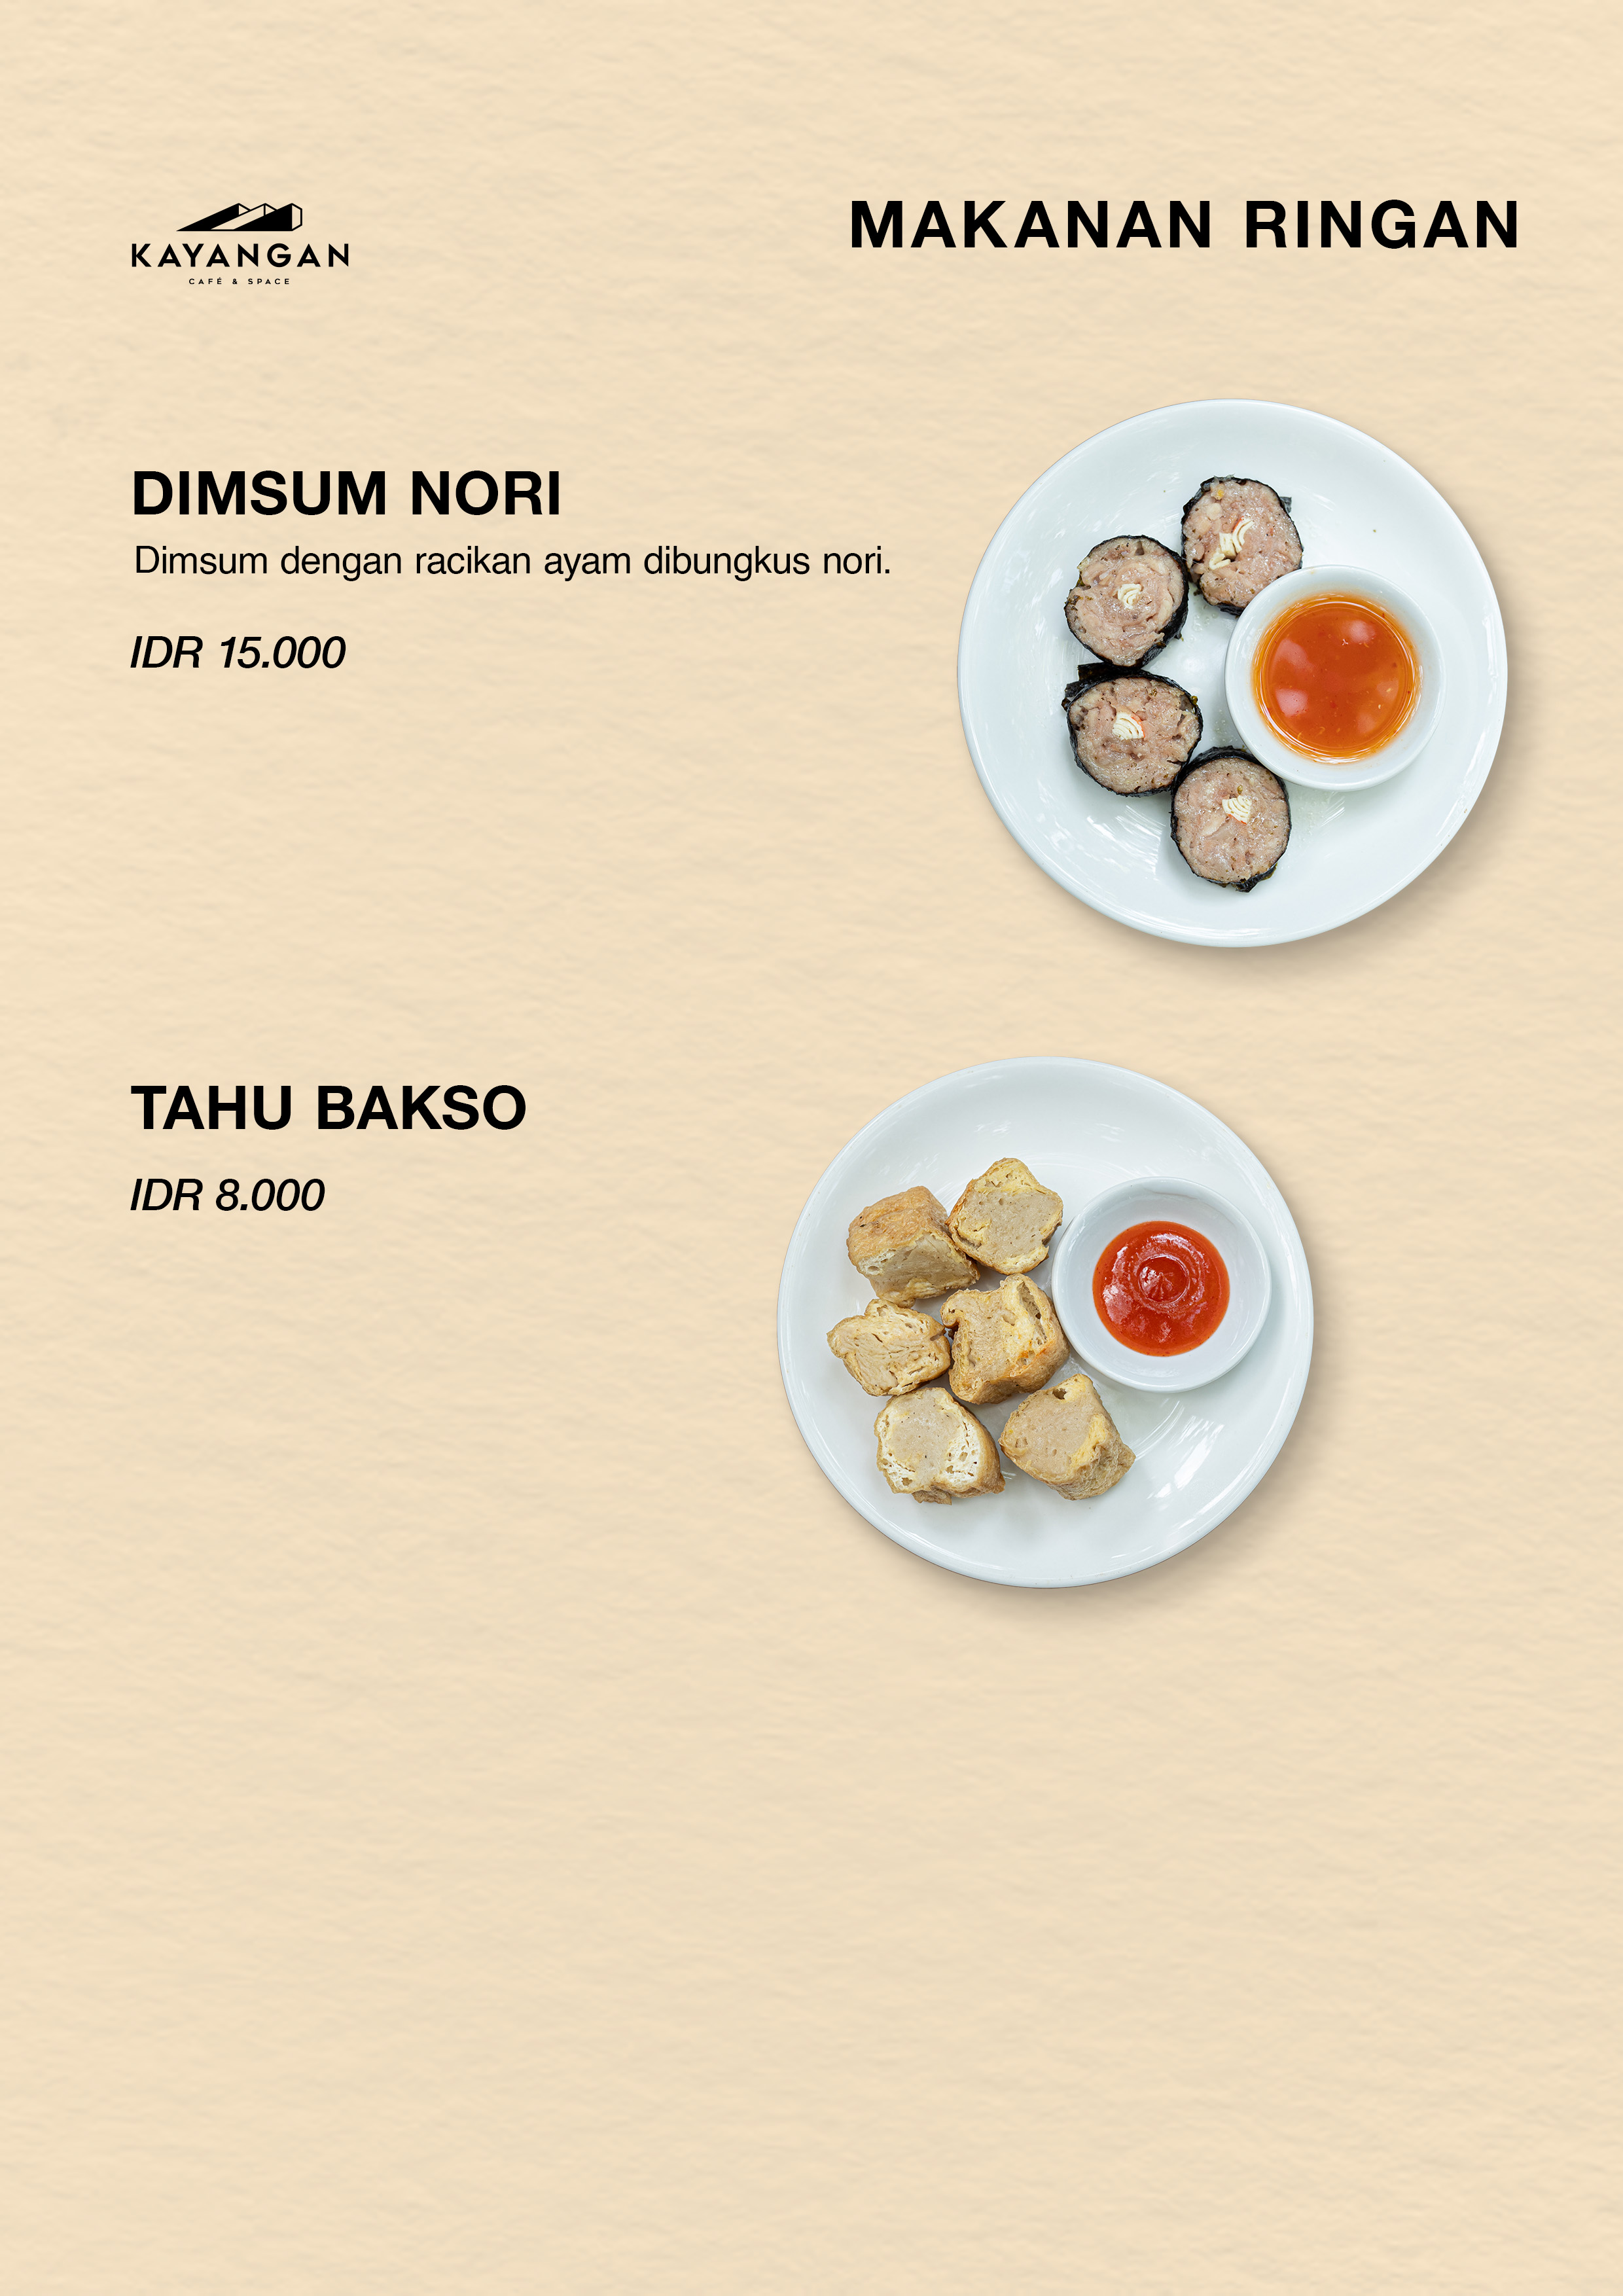 KAYANGAN
CAFÉ & SPACE
MAKANAN RINGAN
DIMSUM NORI
Dimsum dengan racikan ayam dibungkus nori.
IDR 15.000
TAHU BAKSO
IDR 8.000